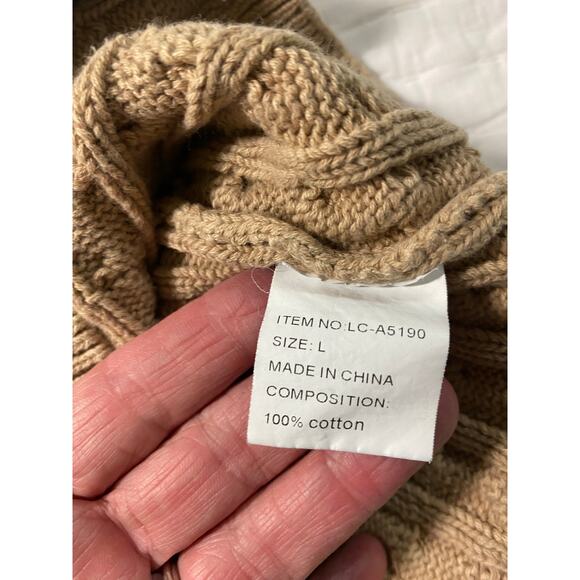 ITEM NO:LC-A5190
SIZE: L
MADE IN CHINA
COMPOSITION:
100% cotton